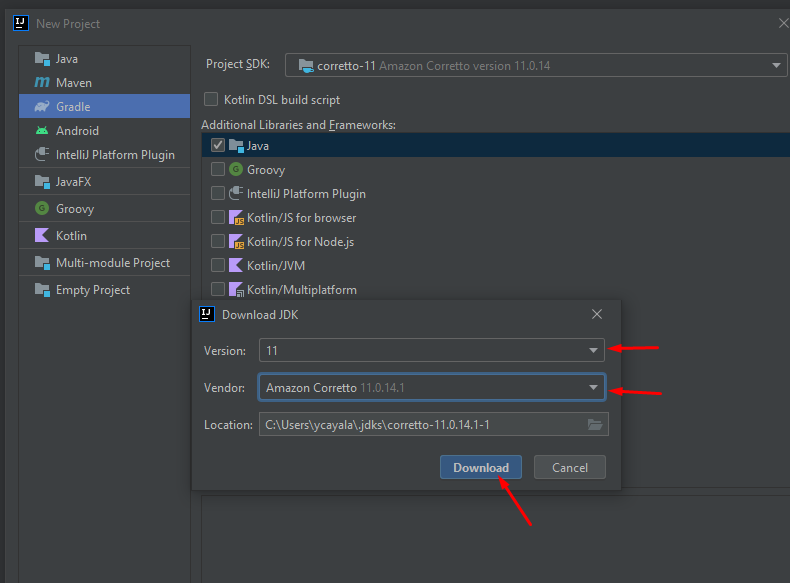 New Project
Java
Maven
Gradle
Android
IntelliJ Platform Plugin
JavaFX
Groovy
Kotlin
Multi-module Project
Empty Project
Project SDK: corretto-11 Amazon Corretto version 11.0.14
Kotlin DSL build script
Additional Libraries and Frameworks:
Java
Groovy
IntelliJ Platform Plugin
Kotlin/JS for browser
Kotlin/JS for Node.js
Kotlin/JVM
Kotlin/Multiplatform
Download JDK
Version: 11
Vendor: Amazon Corretto 11.0.14.1
Location: C:\Users\ycayala\.jdks\corretto-11.0.14.1-1
Download Cancel